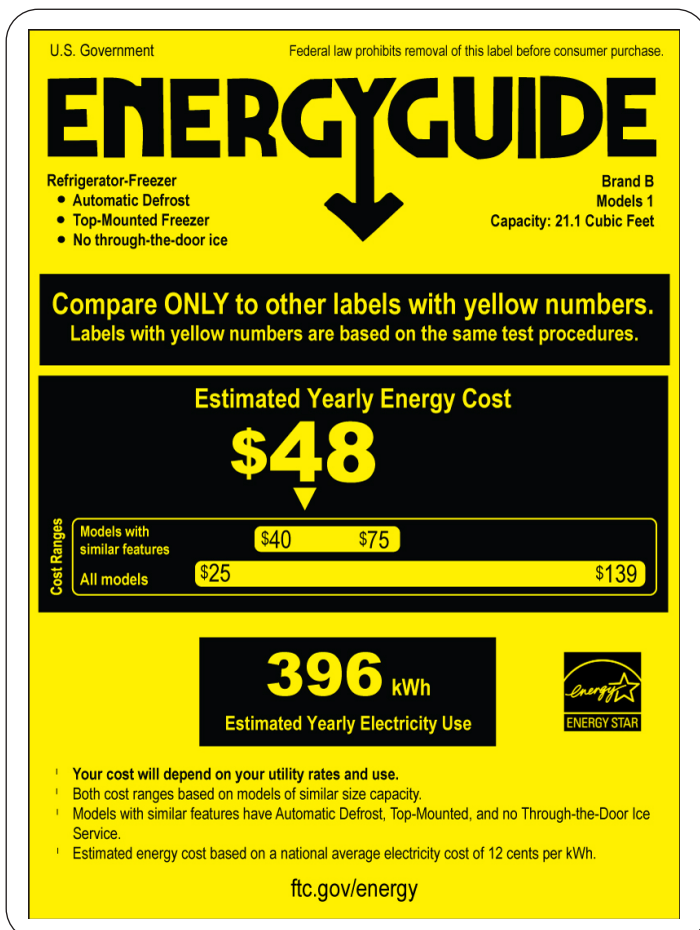 U.S. Government
Federal law prohibits removal of this label before consumer purchase.
ENERGYGUIDE
Refrigerator-Freezer
● Automatic Defrost
● Top-Mounted Freezer
● No through-the-door ice
Brand B
Models 1
Capacity: 21.1 Cubic Feet
Compare ONLY to other labels with yellow numbers.
Labels with yellow numbers are based on the same test procedures.
Estimated Yearly Energy Cost
$48
Cost Ranges
Models with
similar features
$40 $75
All models
$25 $139
396 kWh
Estimated Yearly Electricity Use
energy
ENERGY STAR
Your cost will depend on your utility rates and use.
Both cost ranges based on models of similar size capacity.
Models with similar features have Automatic Defrost, Top-Mounted, and no Through-the-Door Ice
Service.
Estimated energy cost based on a national average electricity cost of 12 cents per kWh.
ftc.gov/energy